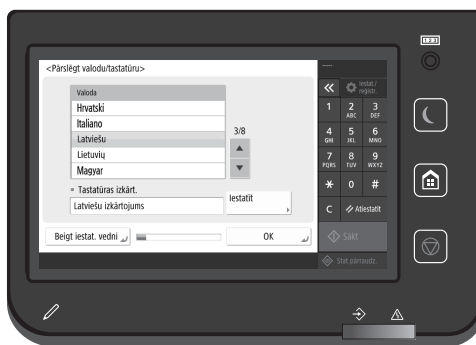 <Pārslēgt valodu/tastatūru>
Valoda
Hrvatski
Italiano
Latviešu
Lietuvių
Magyar
3/8
▫ Tastatūras izkārt.
Latviešu izkārtojums
Iestatīt
Beigt iestat. vedni
OK
Iestat./
reģistr.
1
2 ABC
3 DEF
4 GHI
5 JKL
6 MNO
7 PQRS
8 TUV
9 WXYZ
*
0
#
C
Atiestatīt
Sākt
Stat.pārraudz.